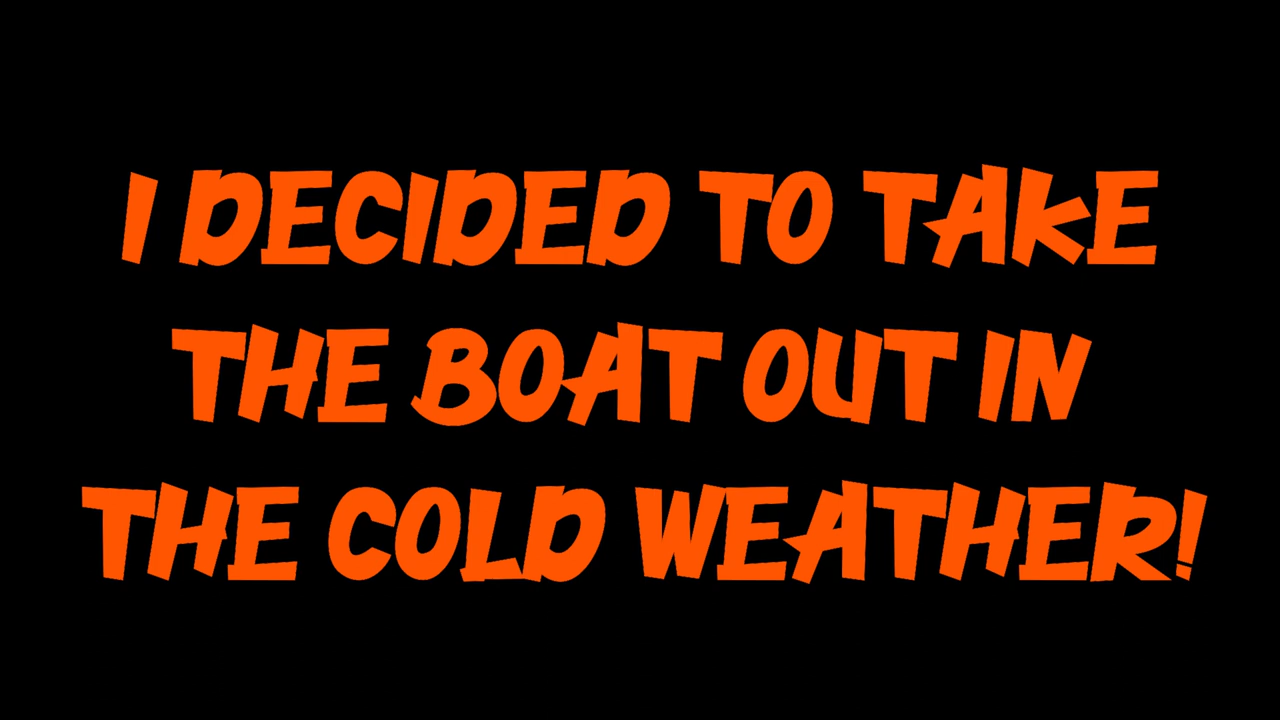 I DECIDED TO TAKE
THE BOAT OUT IN
THE COLD WEATHER!